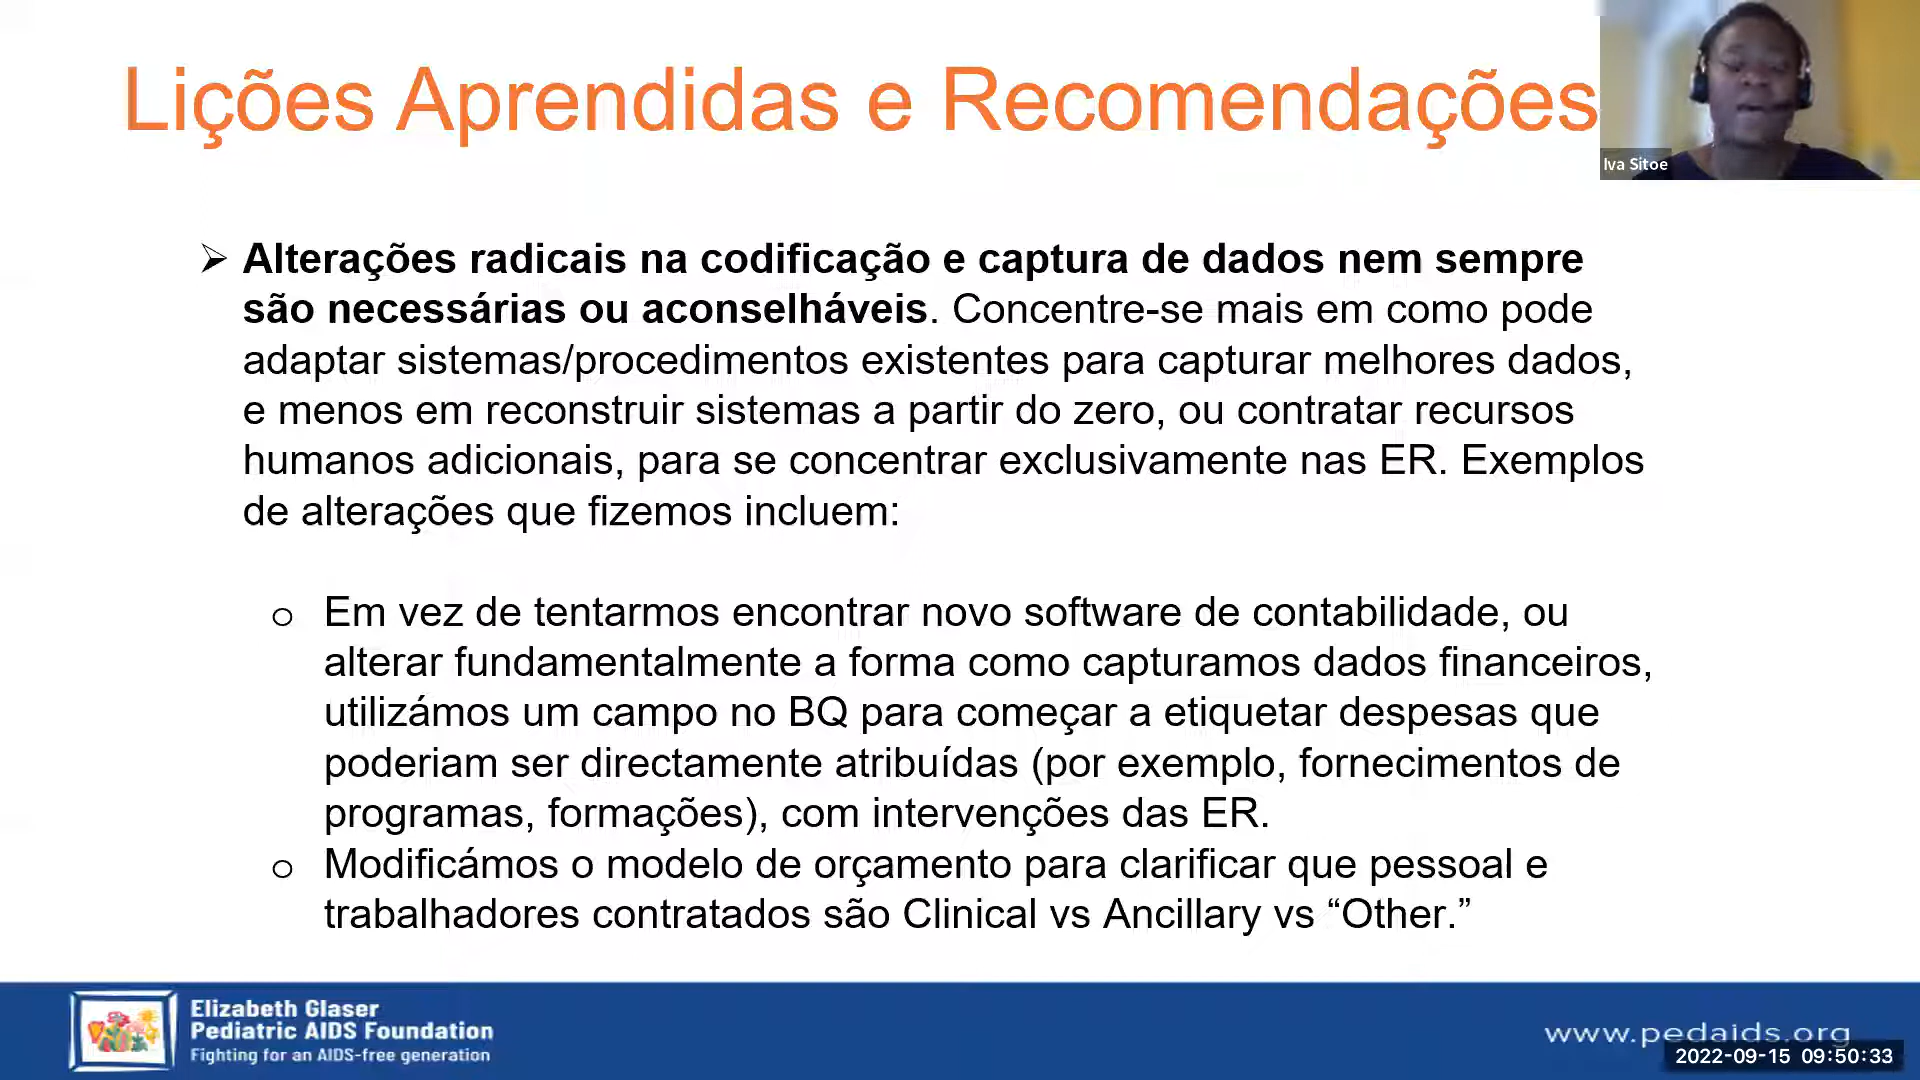 Lições Aprendidas e Recomendações
Iva Sitoe
➢ Alterações radicais na codificação e captura de dados nem sempre
são necessárias ou aconselháveis. Concentre-se mais em como pode
adaptar sistemas/procedimentos existentes para capturar melhores dados,
e menos em reconstruir sistemas a partir do zero, ou contratar recursos
humanos adicionais, para se concentrar exclusivamente nas ER. Exemplos
de alterações que fizemos incluem:
o Em vez de tentarmos encontrar novo software de contabilidade, ou
alterar fundamentalmente a forma como capturamos dados financeiros,
utilizámos um campo no BQ para começar a etiquetar despesas que
poderiam ser directamente atribuídas (por exemplo, fornecimentos de
programas, formações), com intervenções das ER.
o Modificámos o modelo de orçamento para clarificar que pessoal e
trabalhadores contratados são Clinical vs Ancillary vs “Other.”
Elizabeth Glaser
Pediatric AIDS Foundation
Fighting for an AIDS-free generation
www.pedaids.org
2022-09-15 09:50:33